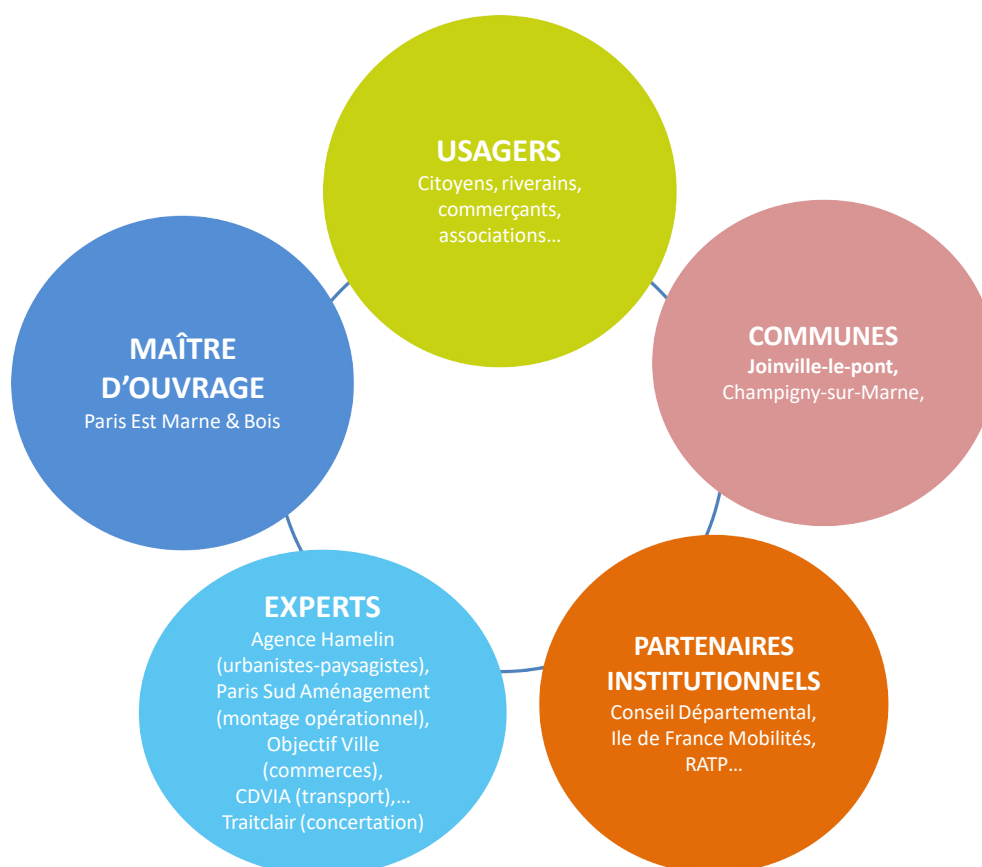 USAGERS
Citoyens, riverains,
commerçants,
associations…
COMMUNES
Joinville-le-pont,
Champigny-sur-Marne,
MAÎTRE
D’OUVRAGE
Paris Est Marne & Bois
EXPERTS
Agence Hamelin
(urbanistes-paysagistes),
Paris Sud Aménagement
(montage opérationnel),
Objectif Ville
(commerces),
CDVIA (transport),…
Traitclair (concertation)
PARTENAIRES
INSTITUTIONNELS
Conseil Départemental,
Ile de France Mobilités,
RATP…